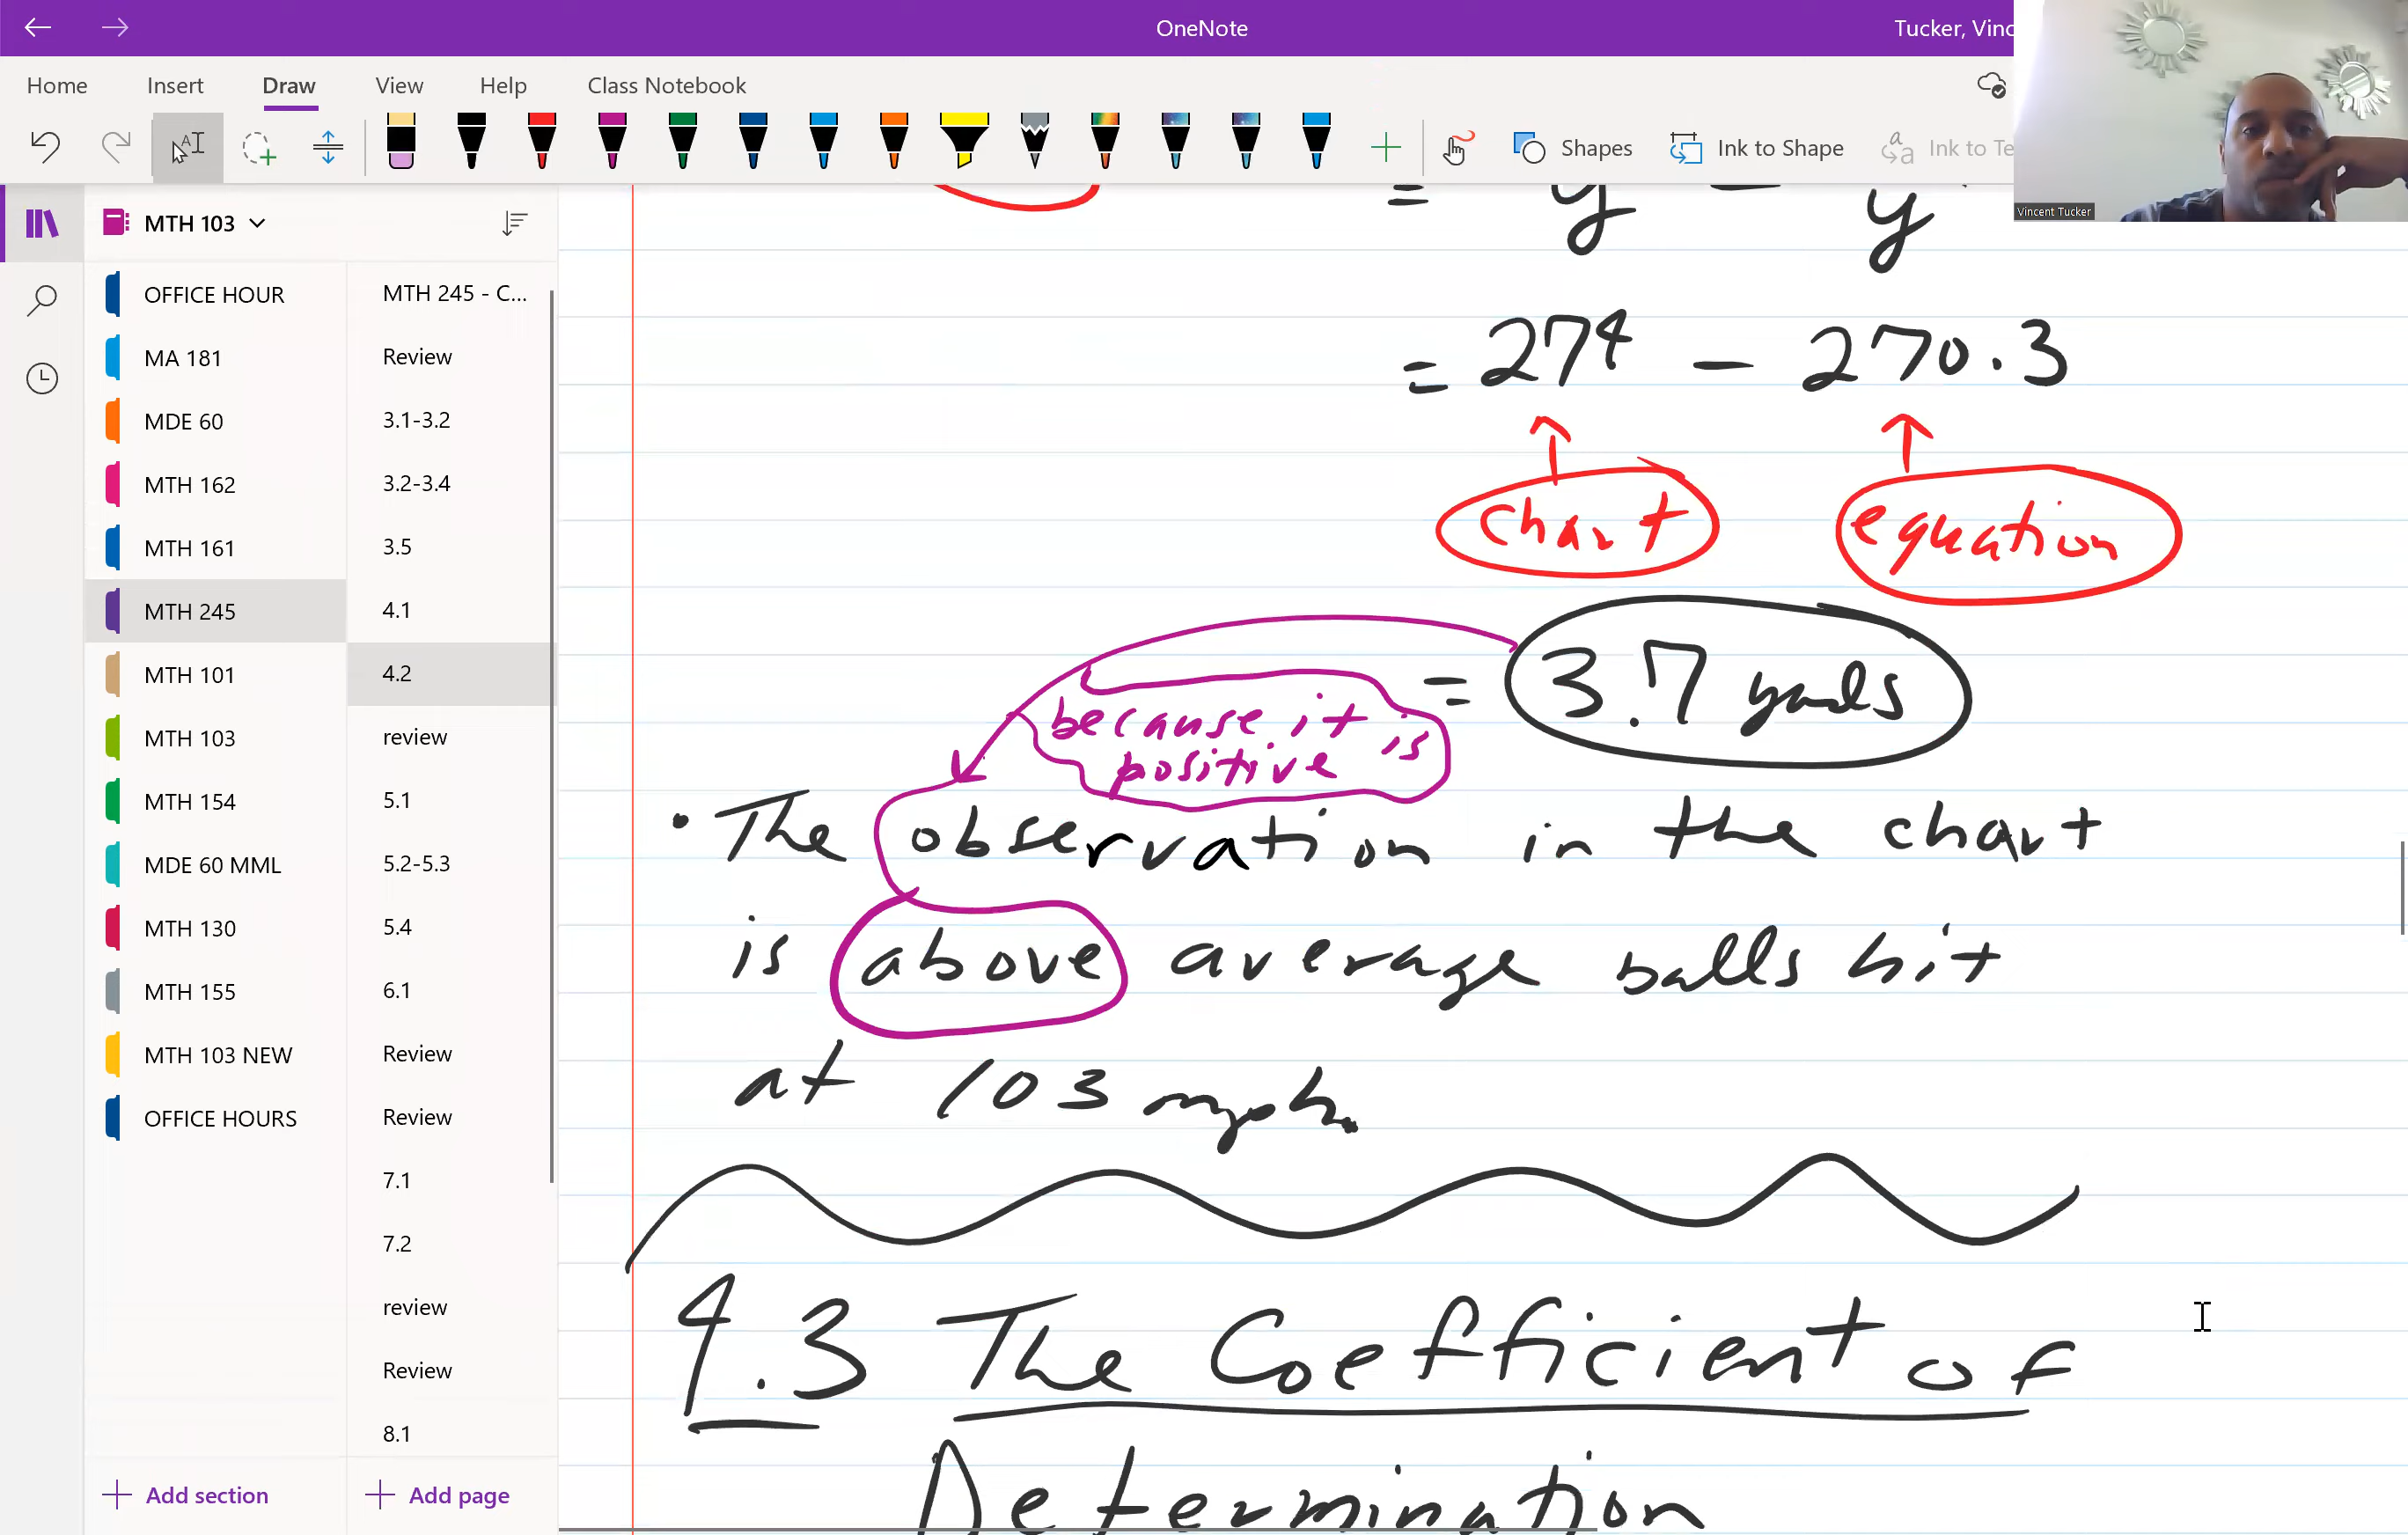 OneNote
Tucker, Vinc
Home
Insert
Draw
View
Help
Class Notebook
Shapes
Ink to Shape
Ink to Te
Vincent Tucker
MTH 103
OFFICE HOUR
MA 181
MDE 60
MTH 162
MTH 161
MTH 245
MTH 101
MTH 103
MTH 154
MDE 60 MML
MTH 130
MTH 155
MTH 103 NEW
OFFICE HOURS
Add section
MTH 245 - C...
Review
3.1-3.2
3.2-3.4
3.5
4.1
4.2
review
5.1
5.2-5.3
5.4
6.1
Review
Review
7.1
7.2
review
Review
8.1
Add page
= y - y
= 274 - 270.3
chart equation
= 3.7 yards
because it is
positive
• The observation in the chart
is above average balls hit
at 103 mph.
4.3 The Coefficient of
Determination